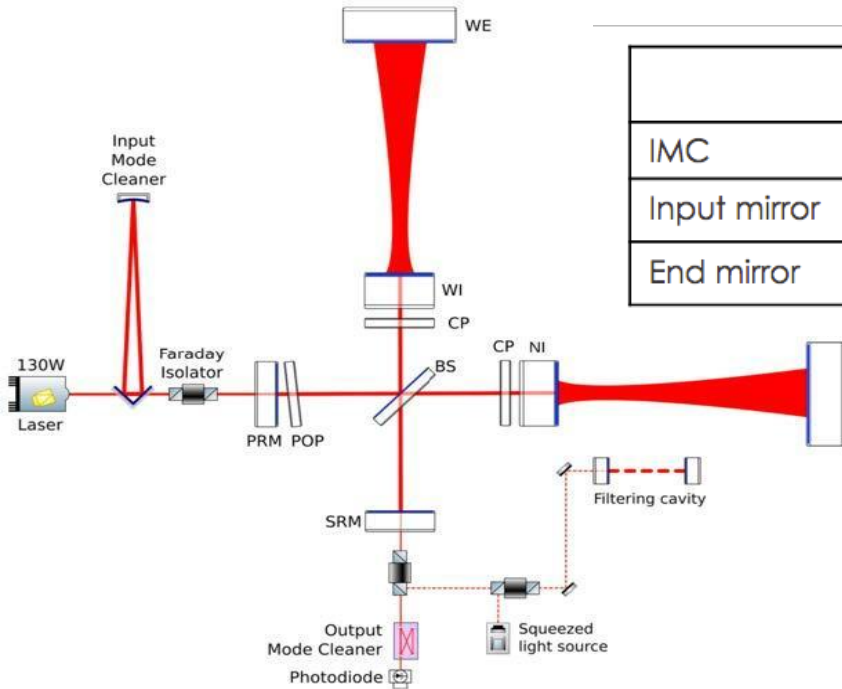 WE
Input
Mode
Cleaner
IMC
Input mirror
End mirror
WI
CP
130W
Laser
Faraday
Isolator
PRM
POP
BS
CP
NI
SRM
Filtering cavity
Output
Mode Cleaner
Squeezed
light source
Photodiode